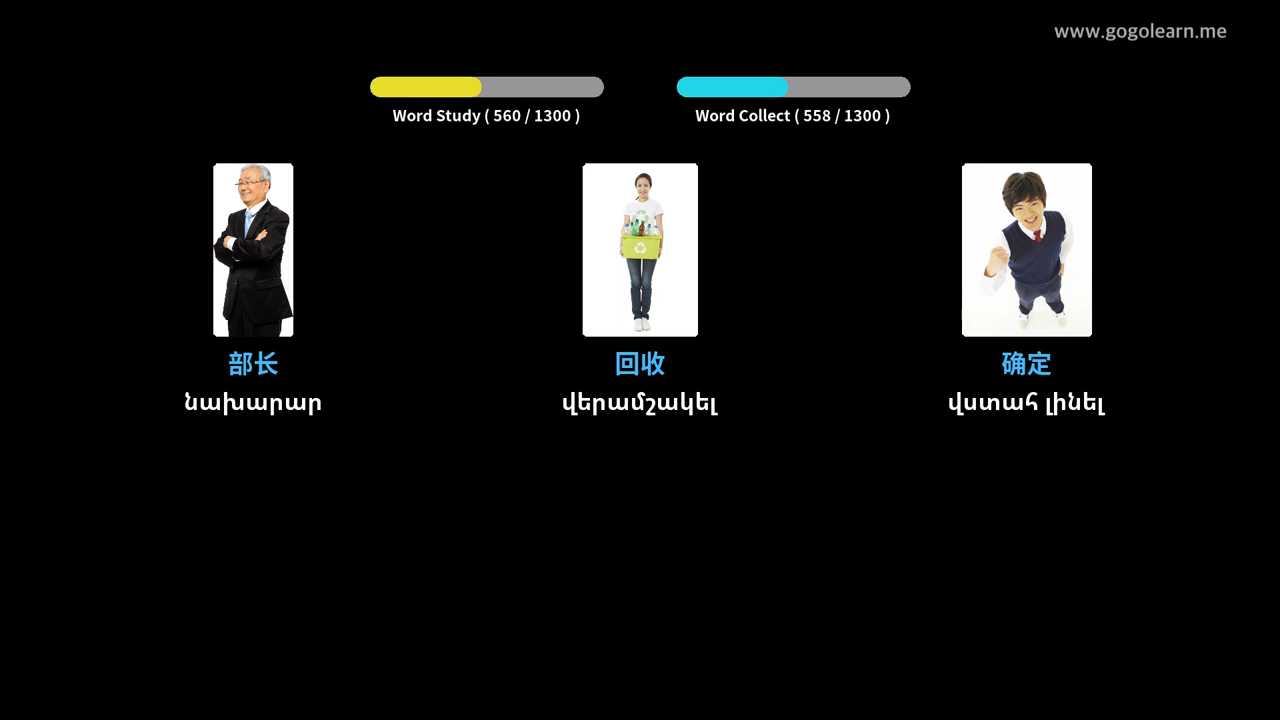 www.gogolearn.me
Word Study ( 560 / 1300 )
Word Collect ( 558 / 1300 )
部长
回收
确定
նախարար
վերամշակել
վստահ լինել